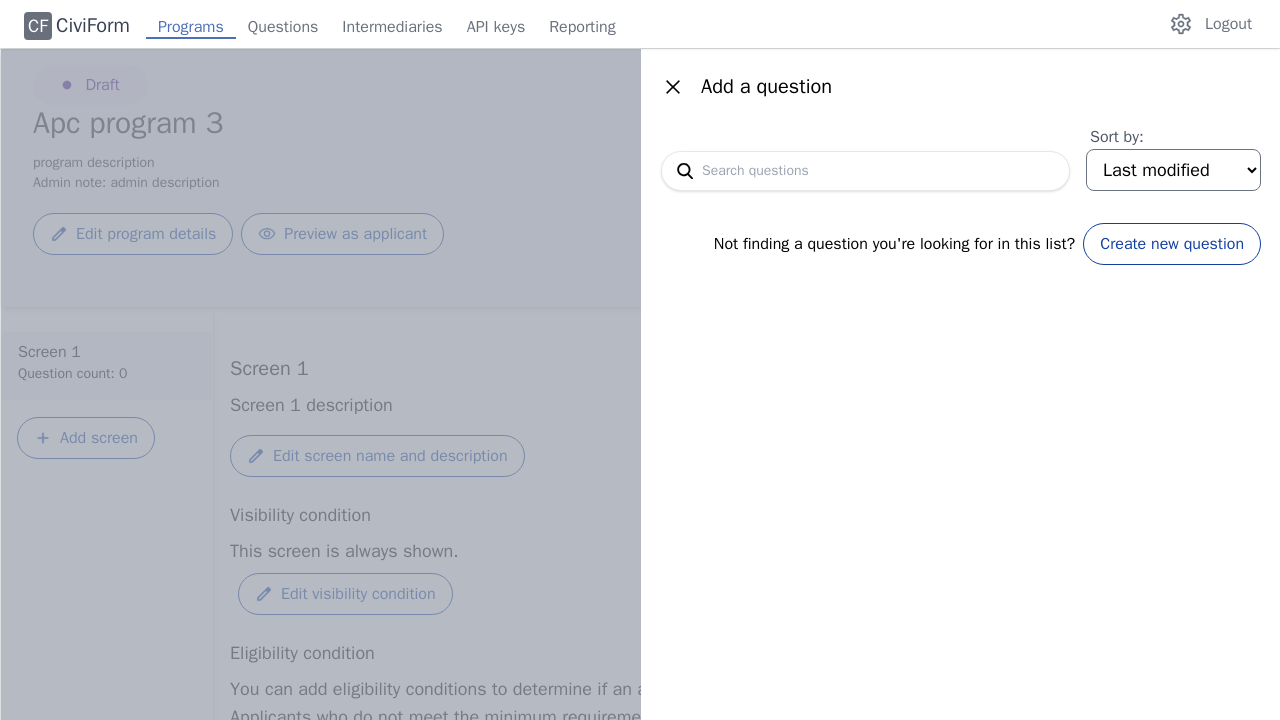 CF CiviForm Programs Questions Intermediaries API keys Reporting Logout
Draft
Apc program 3
program description
Admin note: admin description
Edit program details Preview as applicant
Screen 1
Question count: 0
Add screen
Screen 1
Screen 1 description
Edit screen name and description
Visibility condition
This screen is always shown.
Edit visibility condition
Eligibility condition
You can add eligibility conditions to determine if an
Applicants who do not meet the minimum
Add a question
Sort by:
Search questions Last modified
Not finding a question you're looking for in this list? Create new question